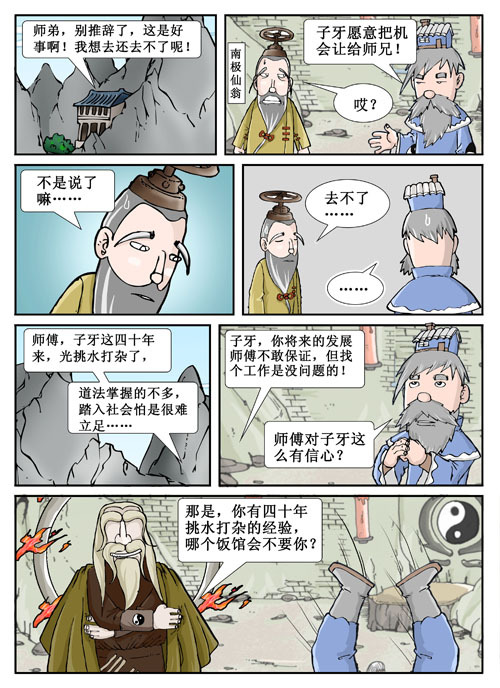 师弟，别推辞了，这是好
事啊！我想去还去不了呢！
南极仙翁
子牙愿意把机
会让给师兄！
哎？
不是说了
嘛……
去不了
……
……
师傅，子牙这四十年
来，光挑水打杂了，
道法掌握的不多，
踏入社会怕是很难
立足……
子牙，你将来的发展
师傅不敢保证，但找
个工作是没问题的！
师傅对子牙这
么有信心？
那是，你有四十年
挑水打杂的经验，
哪个饭馆会不要你？